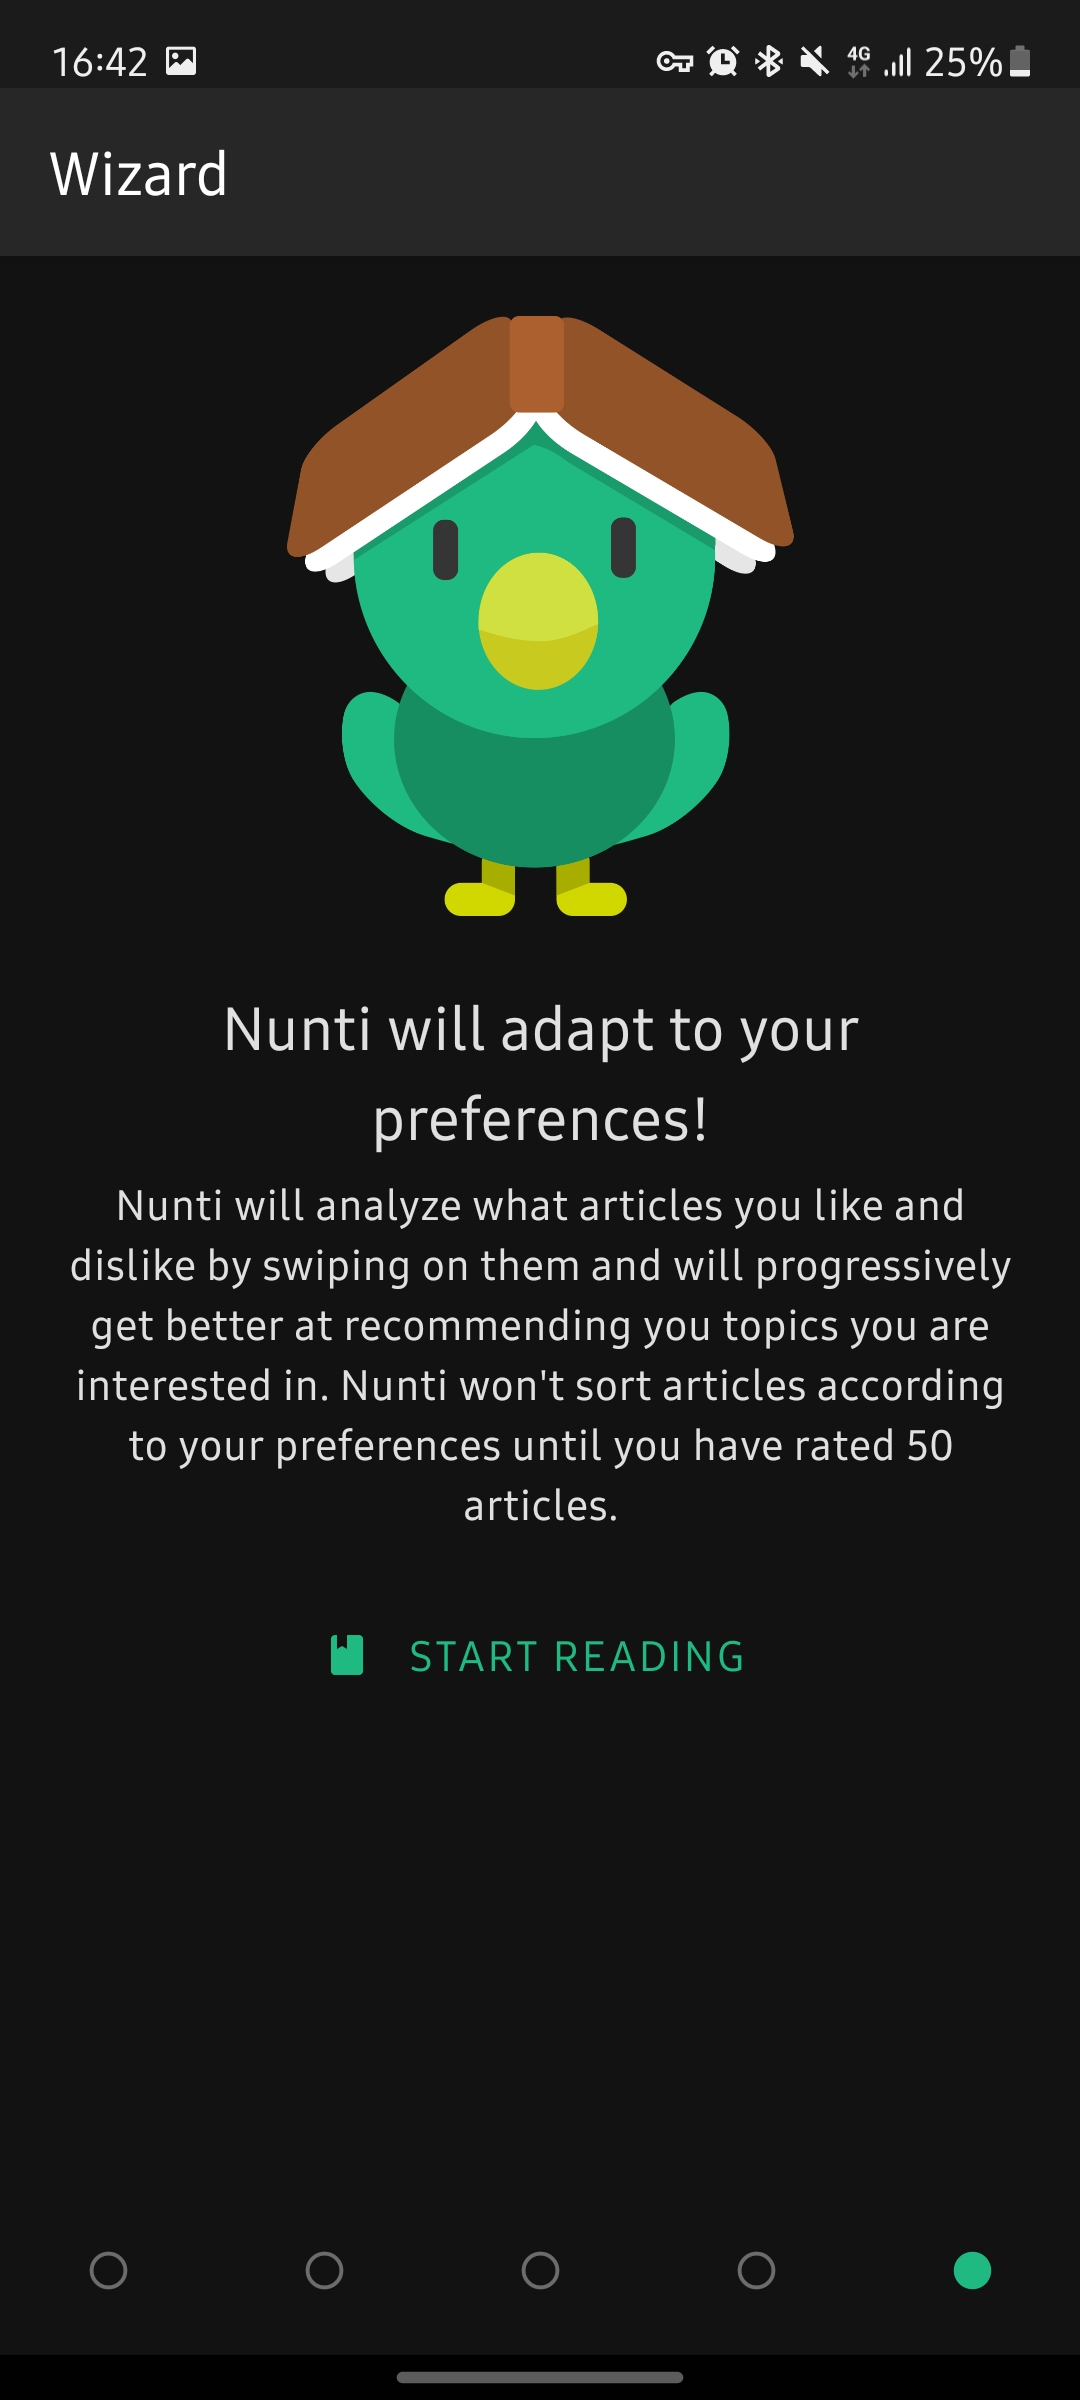 16:42
4G
25%
Wizard
Nunti will adapt to your
preferences!
Nunti will analyze what articles you like and
dislike by swiping on them and will progressively
get better at recommending you topics you are
interested in. Nunti won't sort articles according
to your preferences until you have rated 50
articles.
START READING